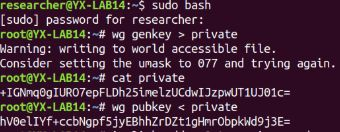 researcher@YX-LAB14:~$ sudo bash
[sudo] password for researcher:
root@YX-LAB14:~# wg genkey > private
Warning: writing to world accessible file.
Consider setting the umask to 077 and trying again.
root@YX-LAB14:~# cat private
+IGNmq0gIURO7epFLDh25imelzUCdwIJzpwUT1UJ01c=
root@YX-LAB14:~# wg pubkey < private
hV0elIYf+ccbNgpf5jyEBhhZrDZt1gHmrObpkWd9j3E=